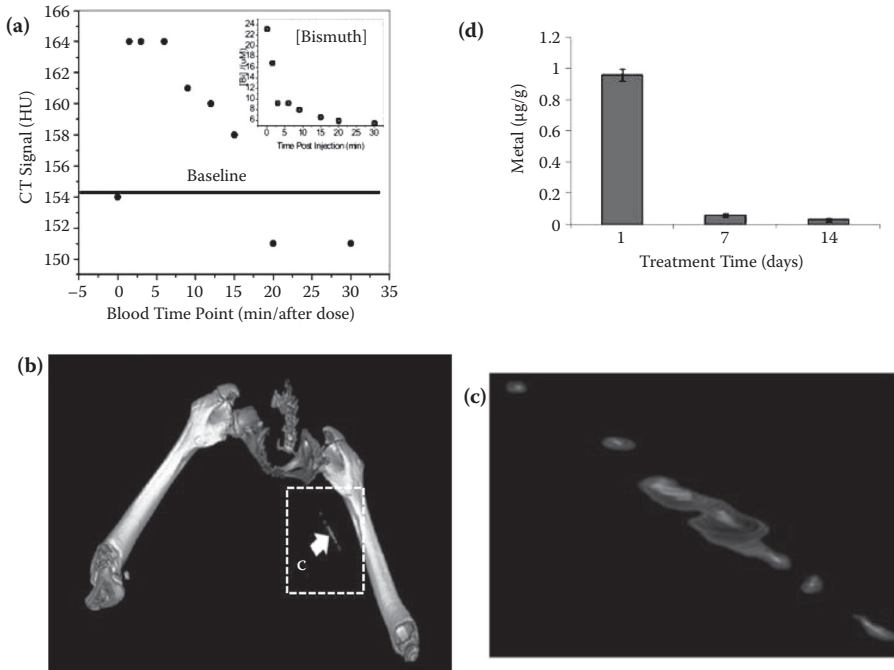 (a)
CT Signal (HU)
166
164
162
160
158
156
154
152
150
Baseline
−5 0 5 10 15 20 25 30 35
Blood Time Point (min/after dose)
[Bismuth]
[Bi] /(uM)
24
22
20
18
16
14
12
10
8
6
0 5 10 15 20 25 30
Time Post Injection (min)
(d)
Metal (µg/g)
1.2
1
0.8
0.6
0.4
0.2
0
1 7 14
Treatment Time (days)
(b)
C
(c)